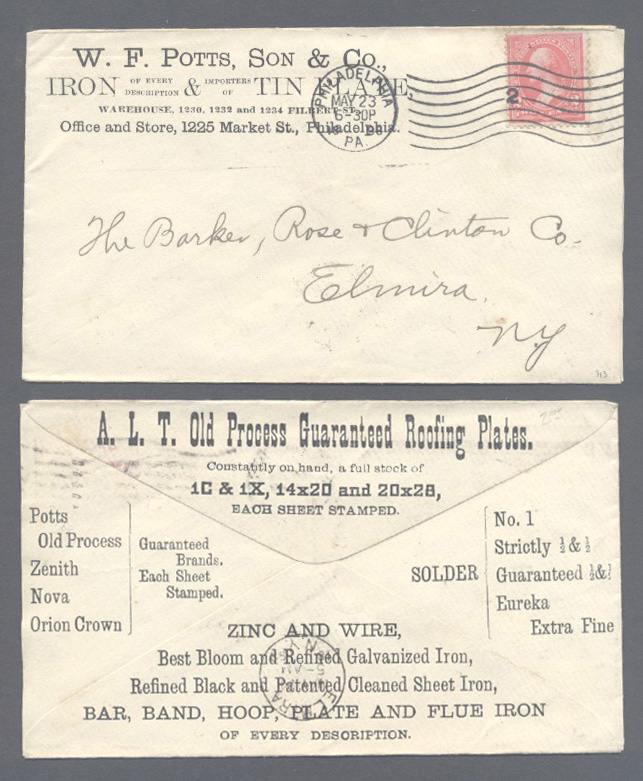 W. F. Potts, Son & Co.,
IRON OF EVERY DESCRIPTION & IMPORTERS OF TIN PLATE,
WAREHOUSE, 1230, 1232 and 1234 FILBERT ST.
Office and Store, 1225 Market St., Philadelphia.
PHILADELPHIA
MAY 23
6-30P
PA.
2
The Barker, Rose & Clinton Co.
Elmira,
NY
A. L. T. Old Process Guaranteed Roofing Plates.
Constantly on hand, a full stock of
1C & 1X, 14x20 and 20x28,
EACH SHEET STAMPED.
Potts
Old Process
Zenith
Nova
Orion Crown
Guaranteed
Brands.
Each Sheet
Stamped.
SOLDER
No. 1
Strictly ½ & ½
Guaranteed ½ & ½
Eureka
Extra Fine
ZINC AND WIRE,
Best Bloom and Refined Galvanized Iron,
Refined Black and Patented Cleaned Sheet Iron,
BAR, BAND, HOOP, PLATE AND FLUE IRON
OF EVERY DESCRIPTION.